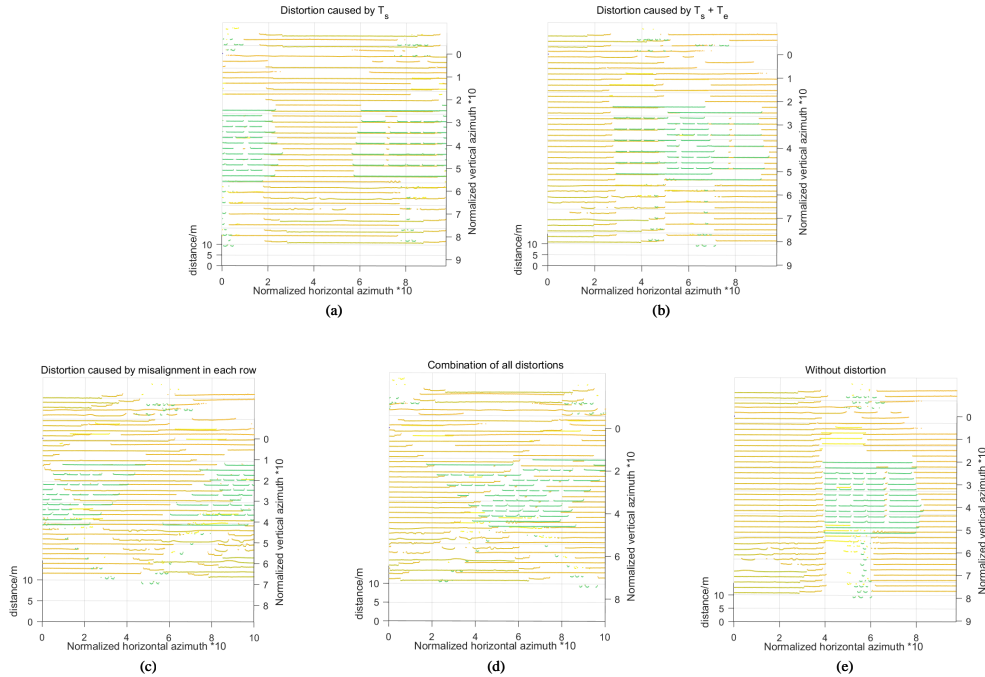 Distortion caused by Ts
0
1
2
3
4
5
6
7
8
9
Normalized vertical azimuth *10
distance/m
10
5
0
0 2 4 6 8
Normalized horizontal azimuth *10
(a)
Distortion caused by Ts + Te
0
1
2
3
4
5
6
7
8
9
Normalized vertical azimuth *10
distance/m
10
5
0
0 2 4 6 8
Normalized horizontal azimuth *10
(b)
Distortion caused by misalignment in each row
0
1
2
3
4
5
6
7
8
Normalized vertical azimuth *10
distance/m
10
5
0
0 2 4 6 8 10
Normalized horizontal azimuth *10
(c)
Combination of all distortions
0
2
4
6
8
Normalized vertical azimuth *10
distance/m
10
5
0
0 2 4 6 8 10
Normalized horizontal azimuth *10
(d)
Without distortion
0
1
2
3
4
5
6
7
8
9
Normalized vertical azimuth *10
distance/m
10
5
0
0 2 4 6 8
Normalized horizontal azimuth *10
(e)